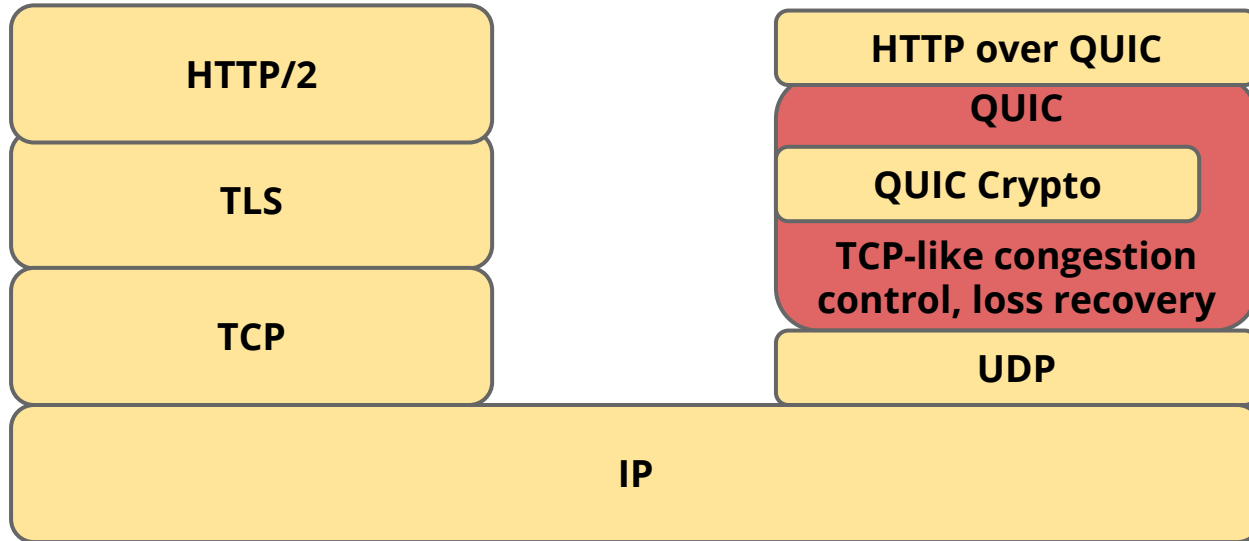 HTTP/2
TLS
TCP
HTTP over QUIC
QUIC
QUIC Crypto
TCP-like congestion
control, loss recovery
UDP
IP